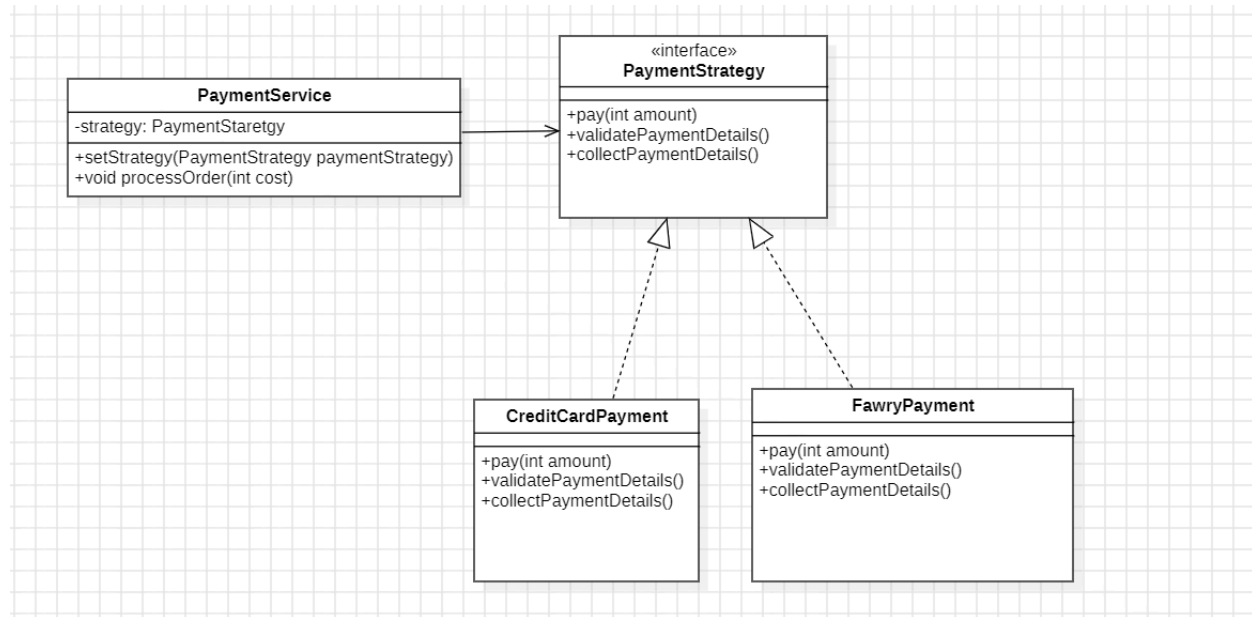 PaymentService
-strategy: PaymentStaretgy
+setStrategy(PaymentStrategy paymentStrategy)
+void processOrder(int cost)
«interface»
PaymentStrategy
+pay(int amount)
+validatePaymentDetails()
+collectPaymentDetails()
CreditCardPayment
+pay(int amount)
+validatePaymentDetails()
+collectPaymentDetails()
FawryPayment
+pay(int amount)
+validatePaymentDetails()
+collectPaymentDetails()